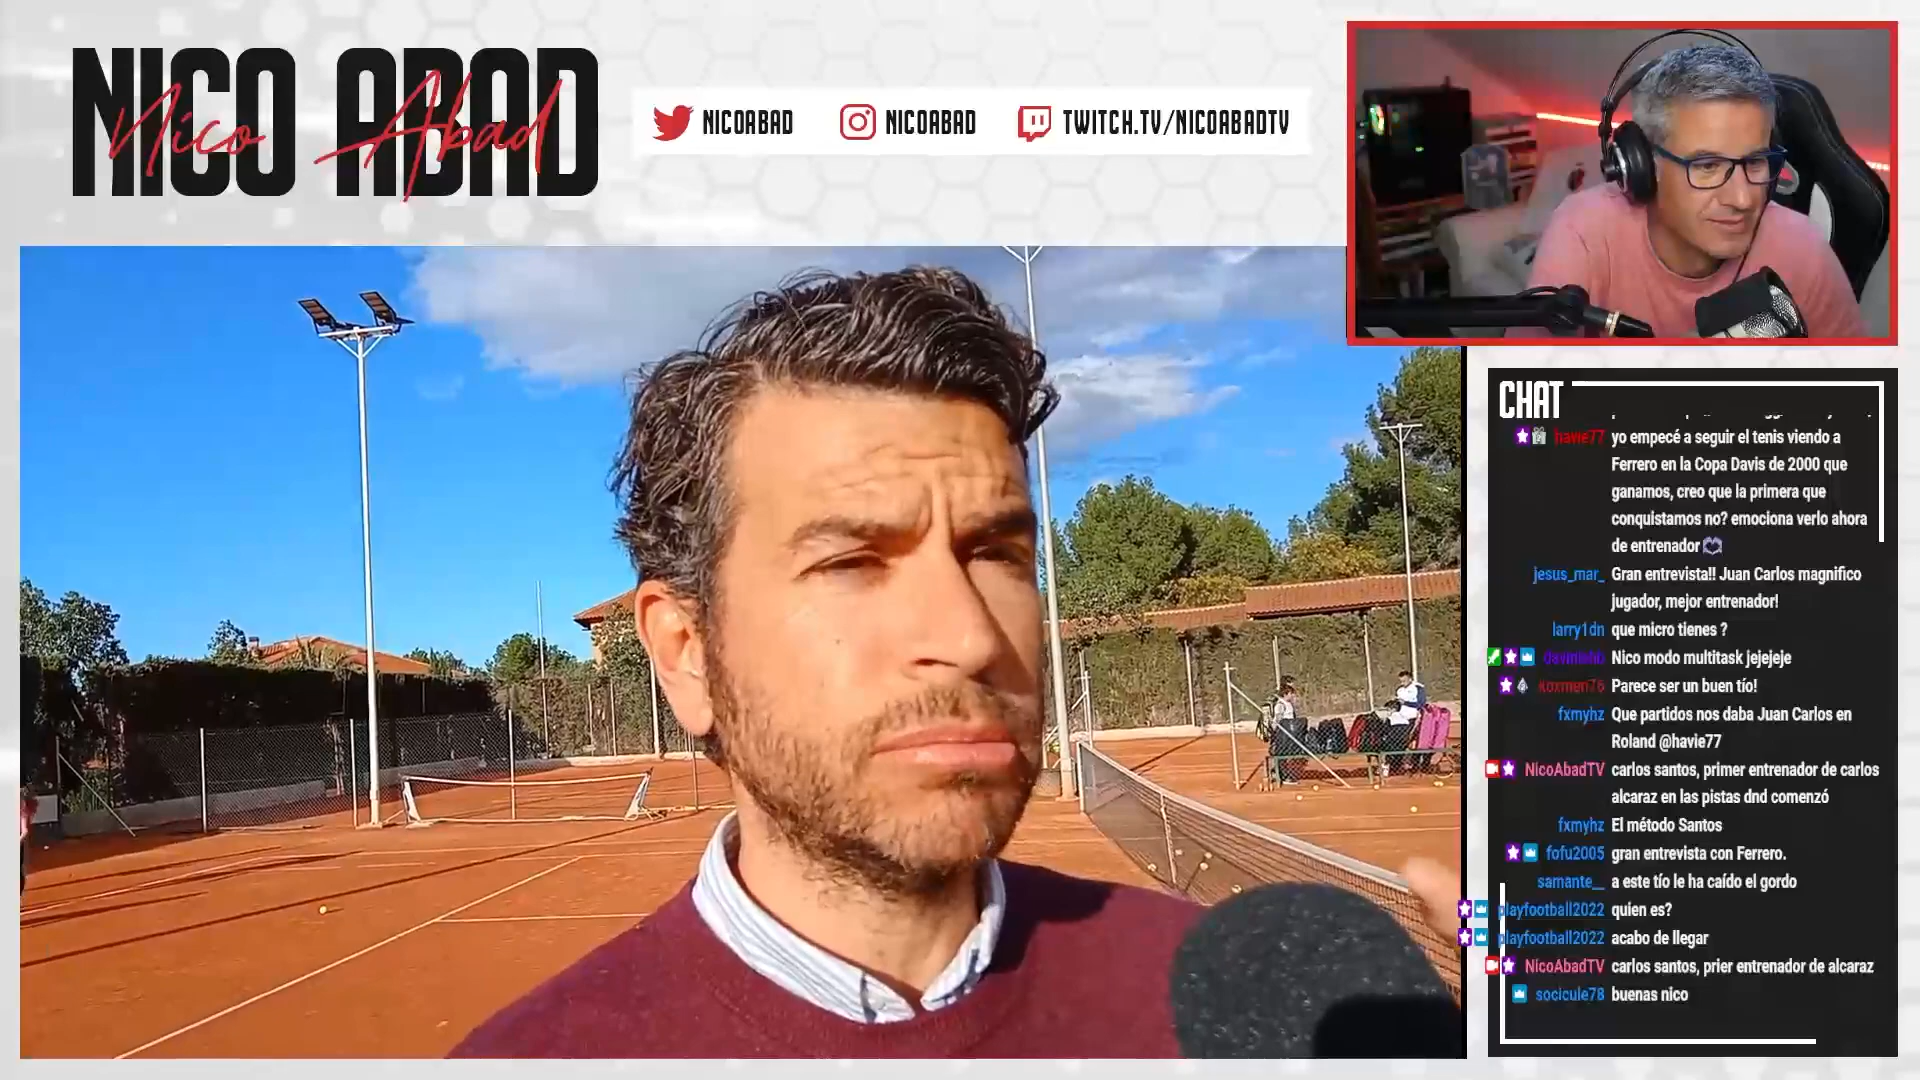 NICO ABAD
Nico Abad
NICOABAD
NICOABAD
TWITCH.TV/NICOABADTV
CHAT
havie77 yo empecé a seguir el tenis viendo a
Ferrero en la Copa Davis de 2000 que
ganamos, creo que la primera que
conquistamos no? emociona verlo ahora
de entrenador
jesus_mar_ Gran entrevista!! Juan Carlos magnifico
jugador, mejor entrenador!
larry1dn que micro tienes ?
Nico modo multitask jejejeje
koxmen76 Parece ser un buen tío!
fxmyhz Que partidos nos daba Juan Carlos en
Roland @havie77
NicoAbadTV carlos santos, primer entrenador de carlos
alcaraz en las pistas dnd comenzó
fxmyhz El método Santos
fofu2005 gran entrevista con Ferrero.
samante__ a este tío le ha caído el gordo
playfootball2022 quien es?
playfootball2022 acabo de llegar
NicoAbadTV carlos santos, prier entrenador de alcaraz
socicule78 buenas nico